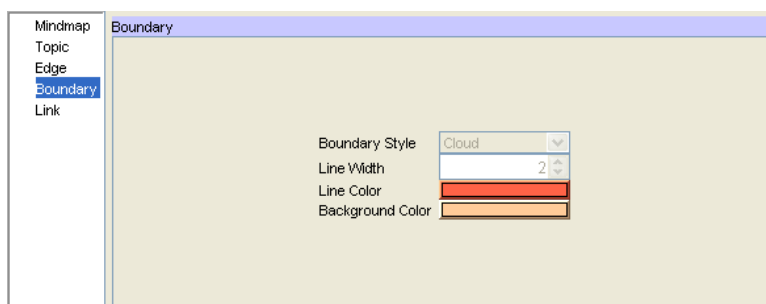 Mindmap
Topic
Edge
Boundary
Link
Boundary
Boundary Style Cloud
Line Width 2
Line Color
Background Color